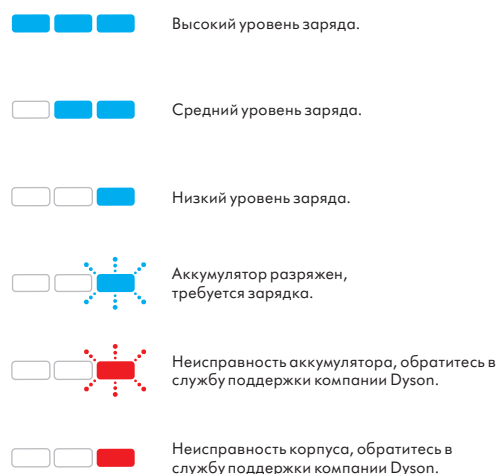 Высокий уровень заряда.
Средний уровень заряда.
Низкий уровень заряда.
Аккумулятор разряжен,
требуется зарядка.
Неисправность аккумулятора, обратитесь в
службу поддержки компании Dyson.
Неисправность корпуса, обратитесь в
службу поддержки компании Dyson.